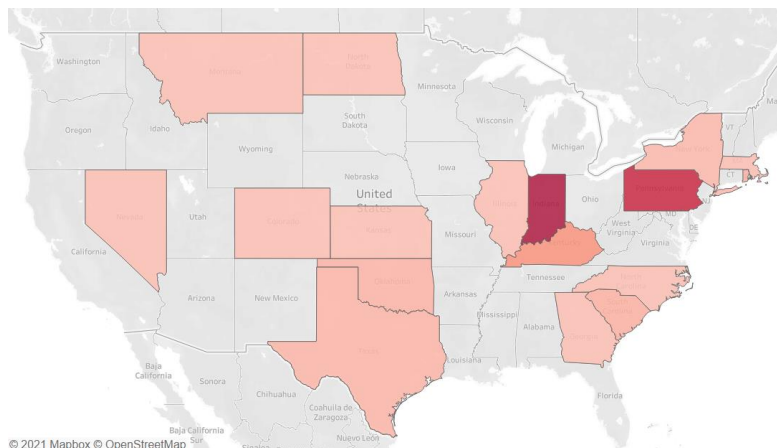 Washington
Montana
North
Dakota
Minnesota
Oregon
Idaho
South
Dakota
Wisconsin
Michigan
VT
New York
Wyoming
Iowa
Nebraska
United
States
CT
NJ
Nevada
Utah
Colorado
Kansas
Illinois
Indiana
Ohio
Pennsylvania
MD
DE
West
Virginia
Virginia
Missouri
Kentucky
California
Tennessee
North
Carolina
Arizona
New Mexico
Oklahoma
Arkansas
South
Carolina
Mississippi
Alabama
Georgia
Texas
Louisiana
Baja
California
Sonora
Chihuahua
Florida
Coahuila de
Zaragoza
Baja California
Sur
Nuevo León
© 2021 Mapbox © OpenStreetMap